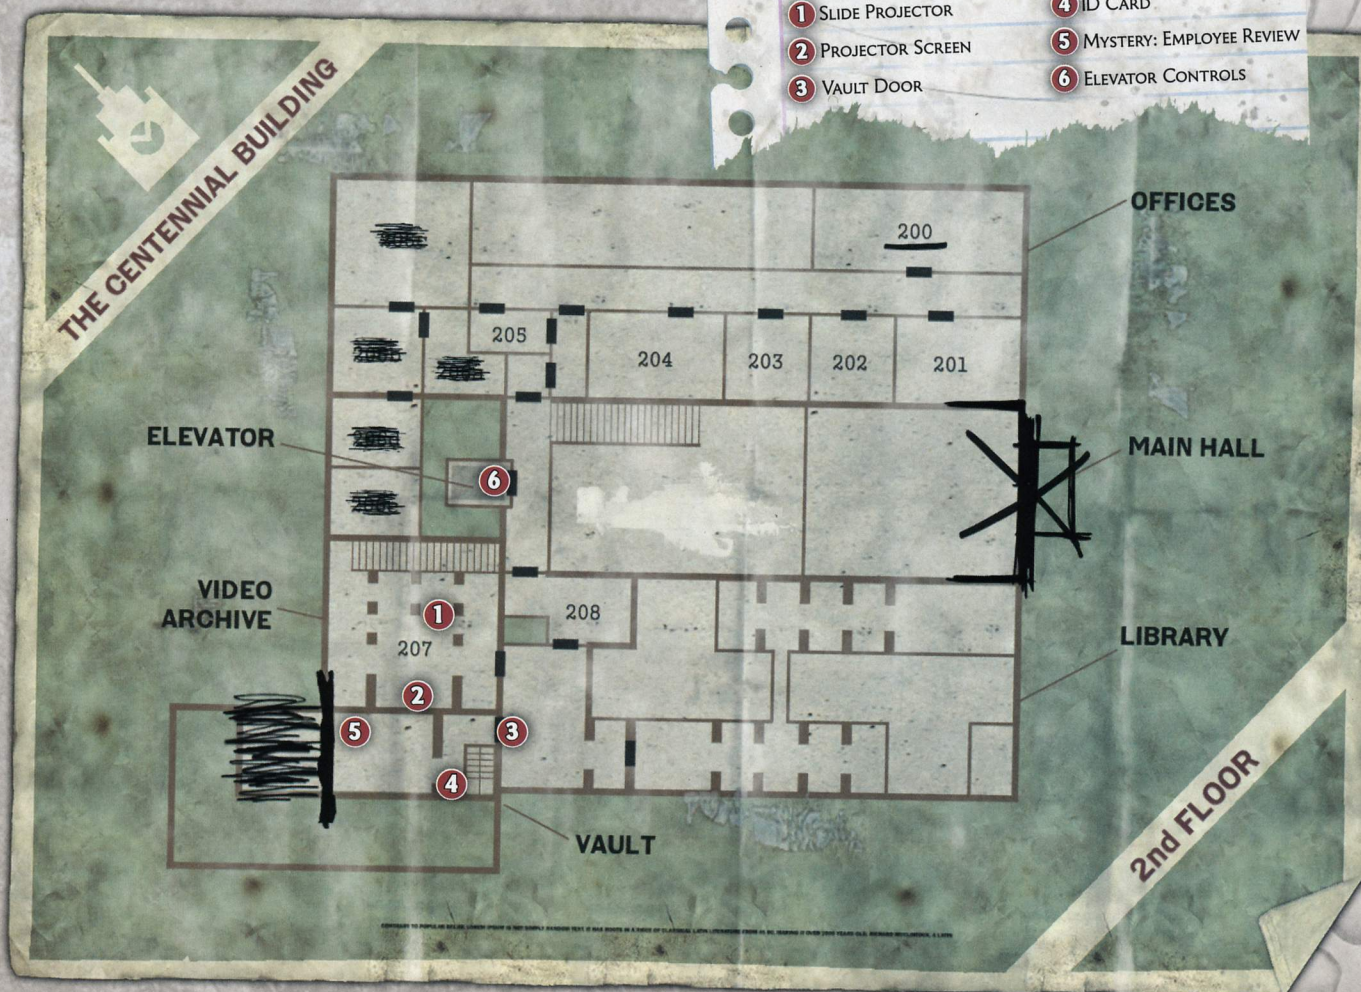 1 SLIDE PROJECTOR
2 PROJECTOR SCREEN
3 VAULT DOOR
4 ID CARD
5 MYSTERY: EMPLOYEE REVIEW
6 ELEVATOR CONTROLS
THE CENTENNIAL BUILDING
OFFICES
200
205
204
203
202
201
ELEVATOR
6
MAIN HALL
VIDEO
ARCHIVE
1
208
207
LIBRARY
2
5
3
4
VAULT
2nd FLOOR